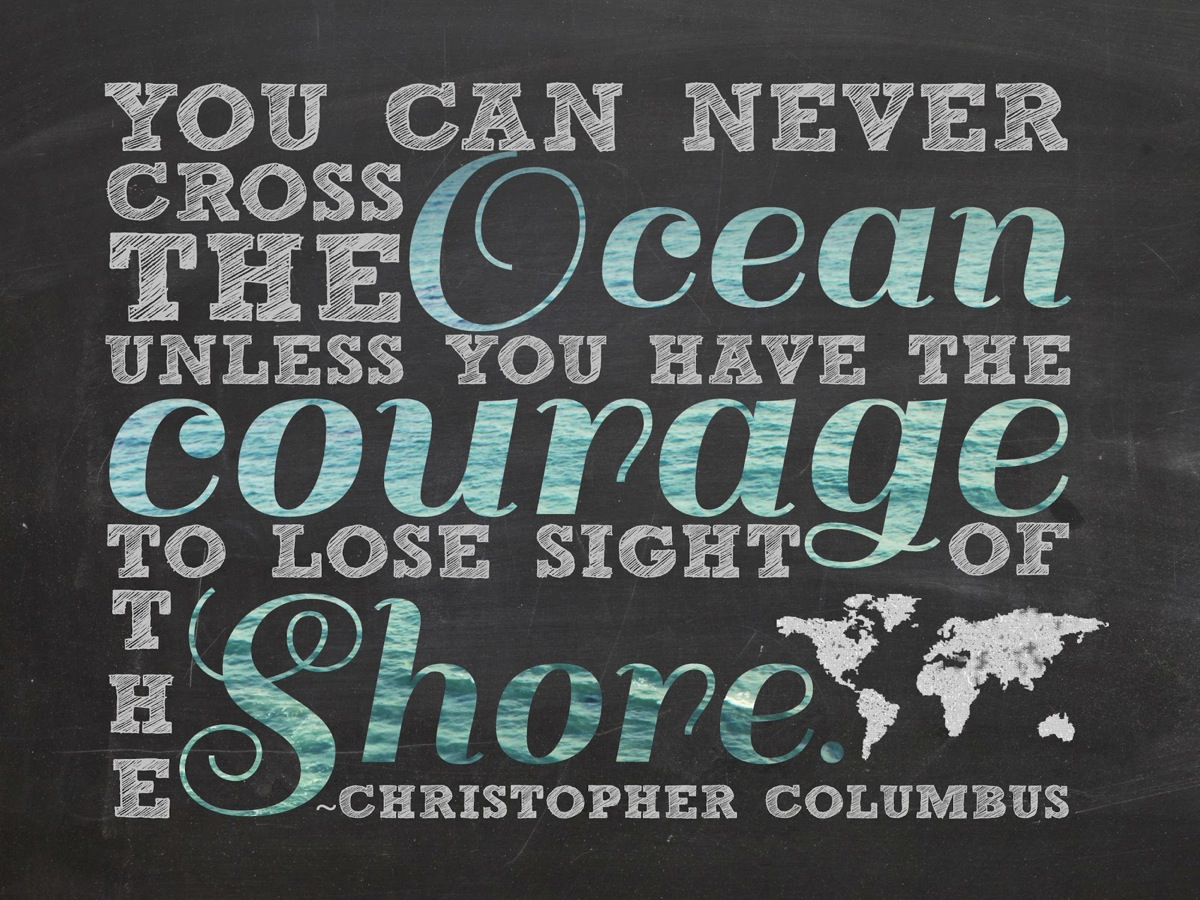 YOU CAN NEVER
CROSS
THE Ocean
UNLESS YOU HAVE THE
courage
TO LOSE SIGHT OF
THE Shore.
~CHRISTOPHER COLUMBUS